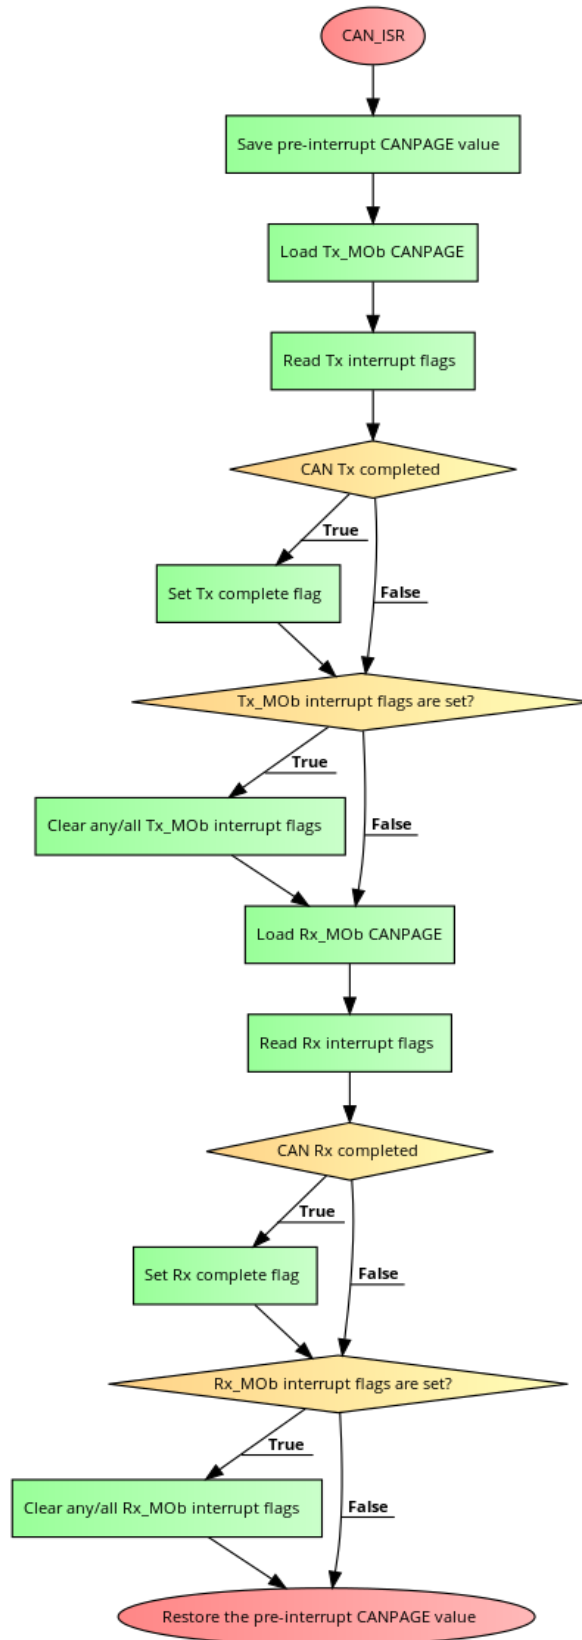 CAN_ISR
Save pre-interrupt CANPAGE value
Load Tx_MOb CANPAGE
Read Tx interrupt flags
CAN Tx completed
True
Set Tx complete flag
False
Tx_MOb interrupt flags are set?
True
Clear any/all Tx_MOb interrupt flags
False
Load Rx_MOb CANPAGE
Read Rx interrupt flags
CAN Rx completed
True
Set Rx complete flag
False
Rx_MOb interrupt flags are set?
True
Clear any/all Rx_MOb interrupt flags
False
Restore the pre-interrupt CANPAGE value